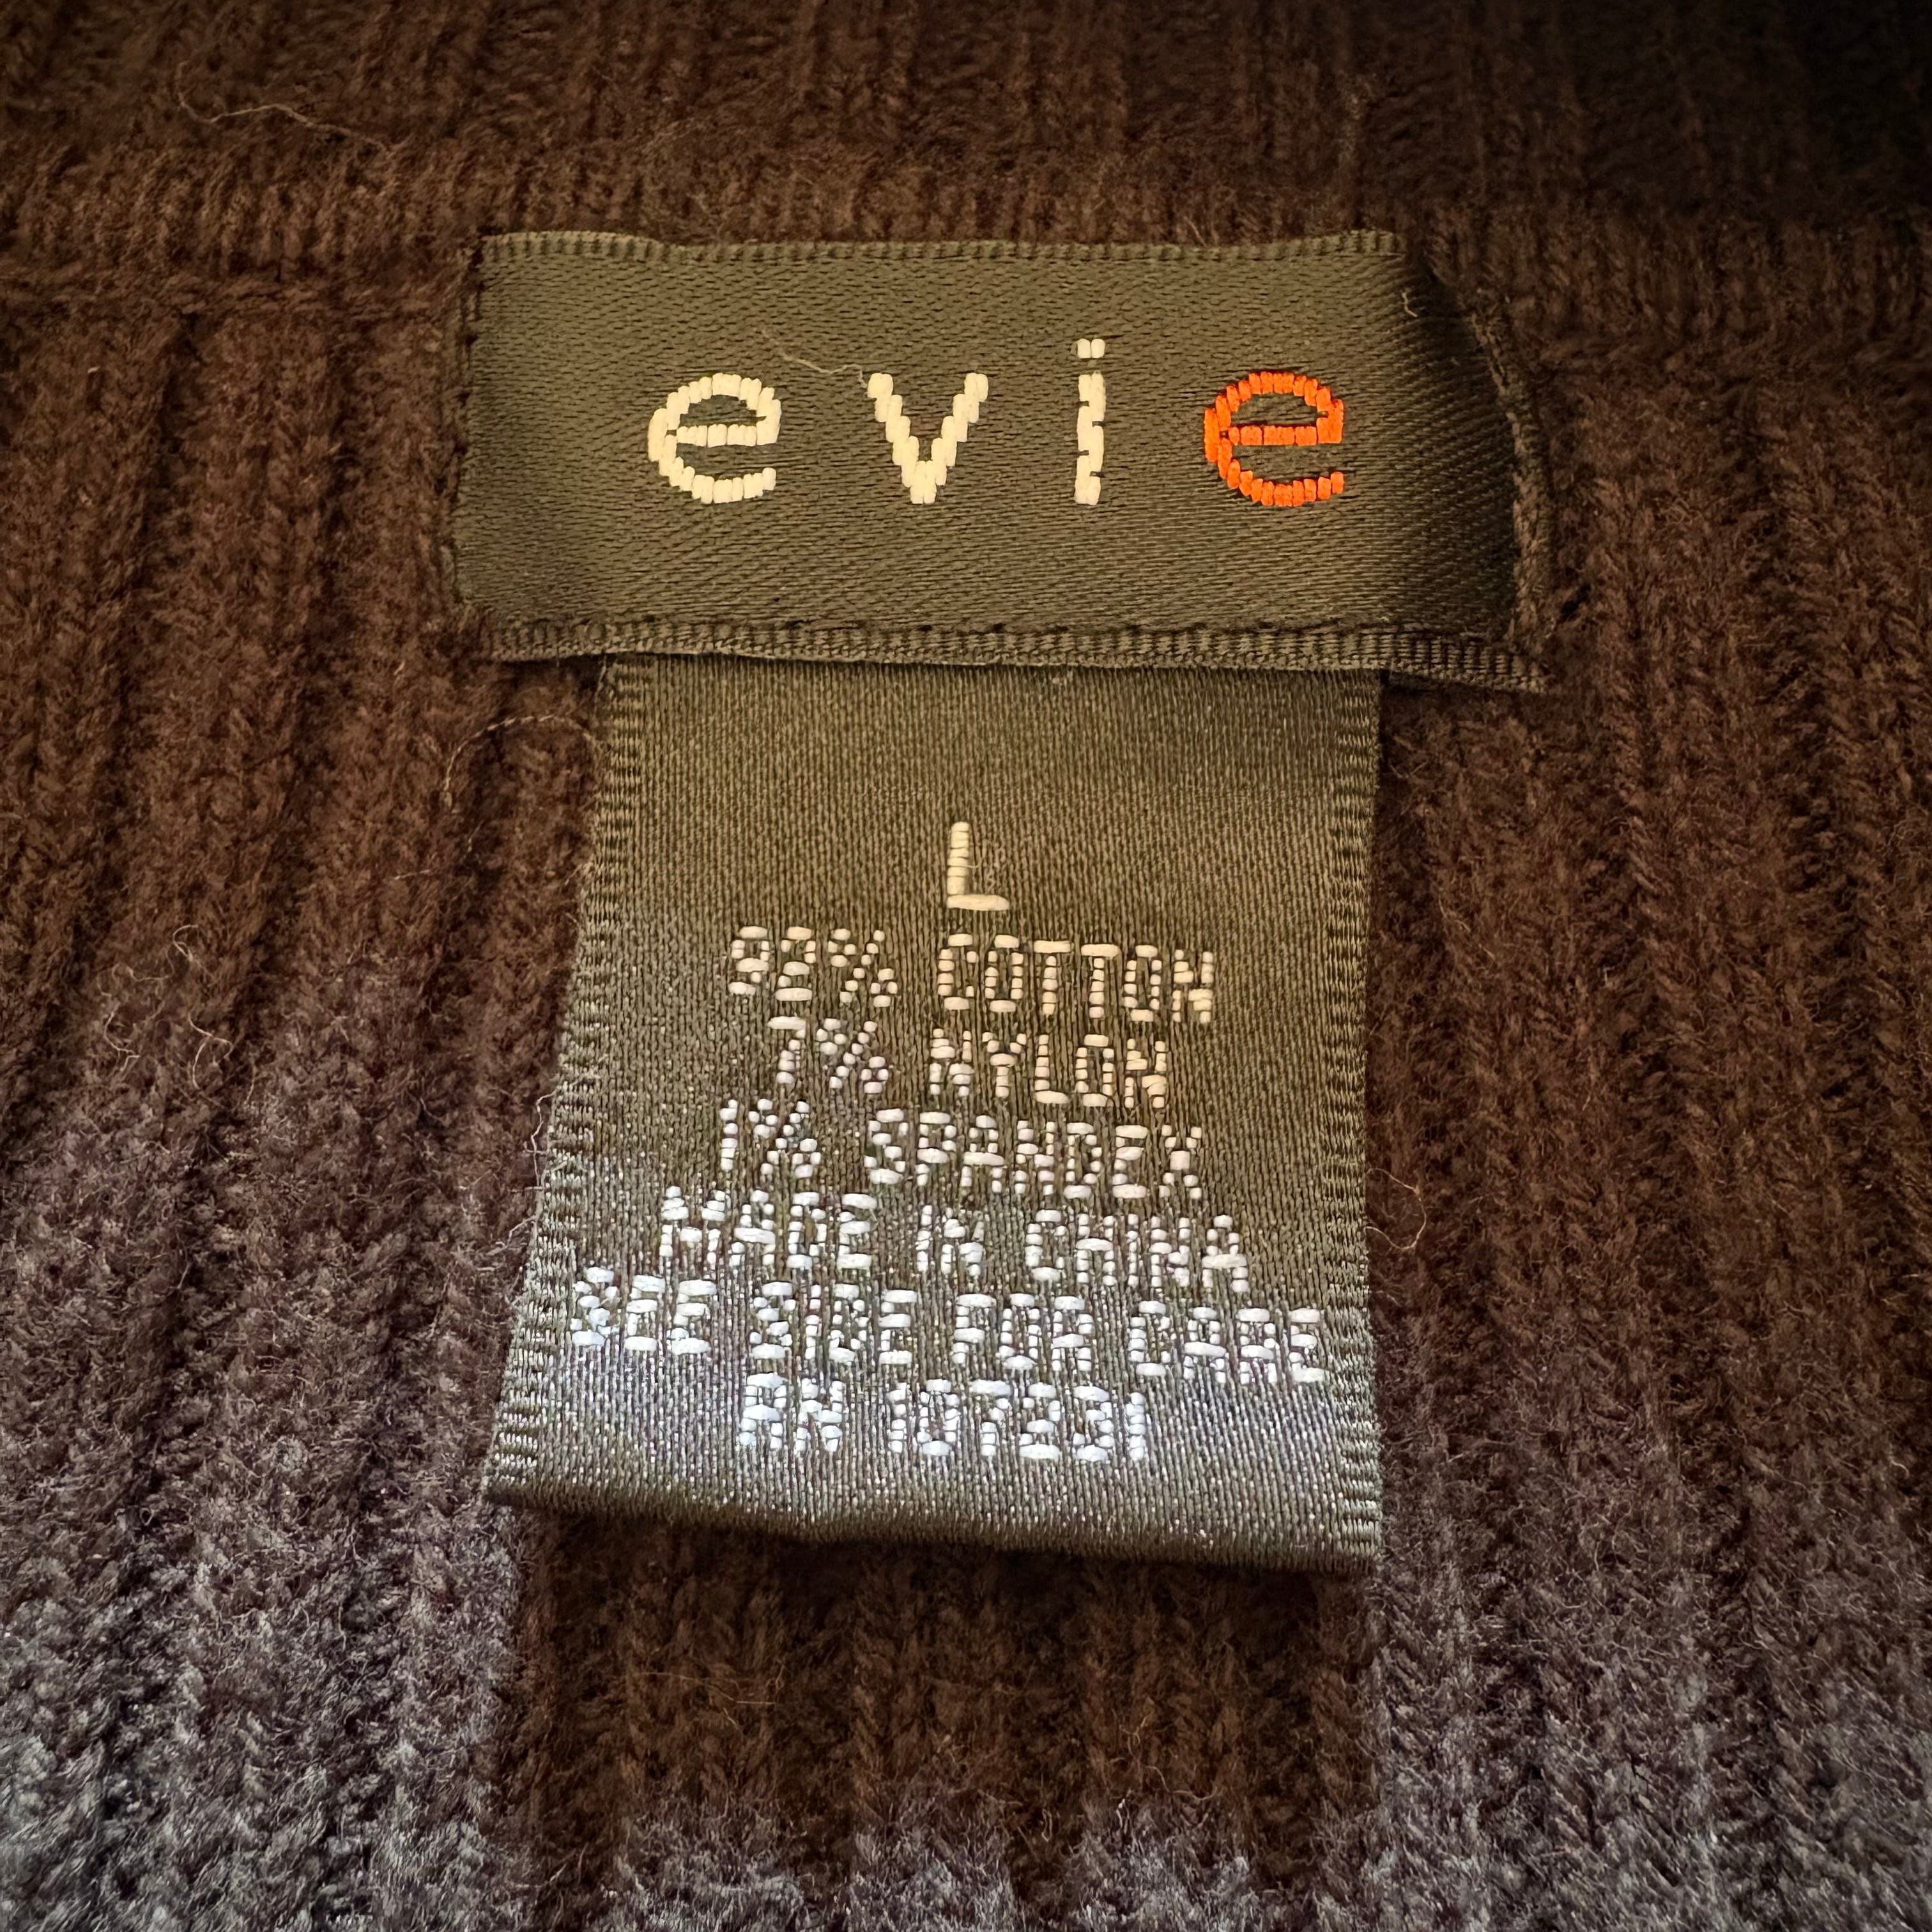 evie
L
92% COTTON
7% NYLON
1% SPANDEX
MADE IN CHINA
SEE SIDE FOR CARE
RN 107231